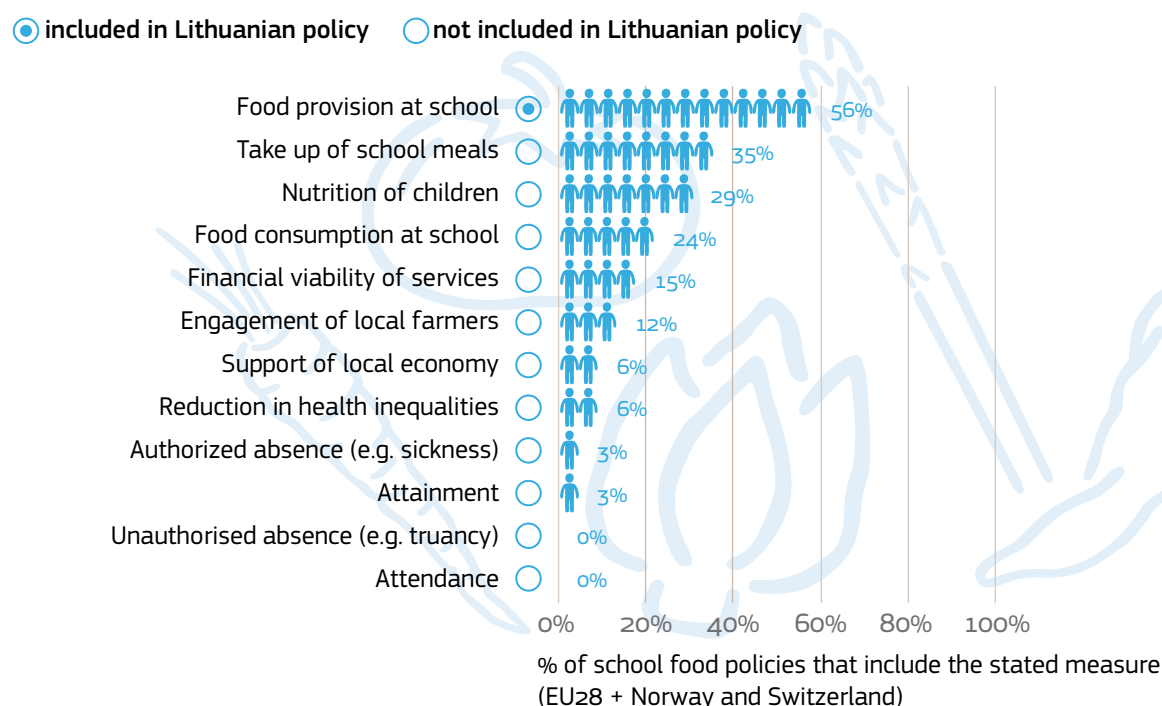 included in Lithuanian policy not included in Lithuanian policy
Food provision at school 56%
Take up of school meals 35%
Nutrition of children 29%
Food consumption at school 24%
Financial viability of services 15%
Engagement of local farmers 12%
Support of local economy 6%
Reduction in health inequalities 6%
Authorized absence (e.g. sickness) 3%
Attainment 3%
Unauthorised absence (e.g. truancy) 0%
Attendance 0%
0% 20% 40% 60% 80% 100%
% of school food policies that include the stated measure
(EU28 + Norway and Switzerland)